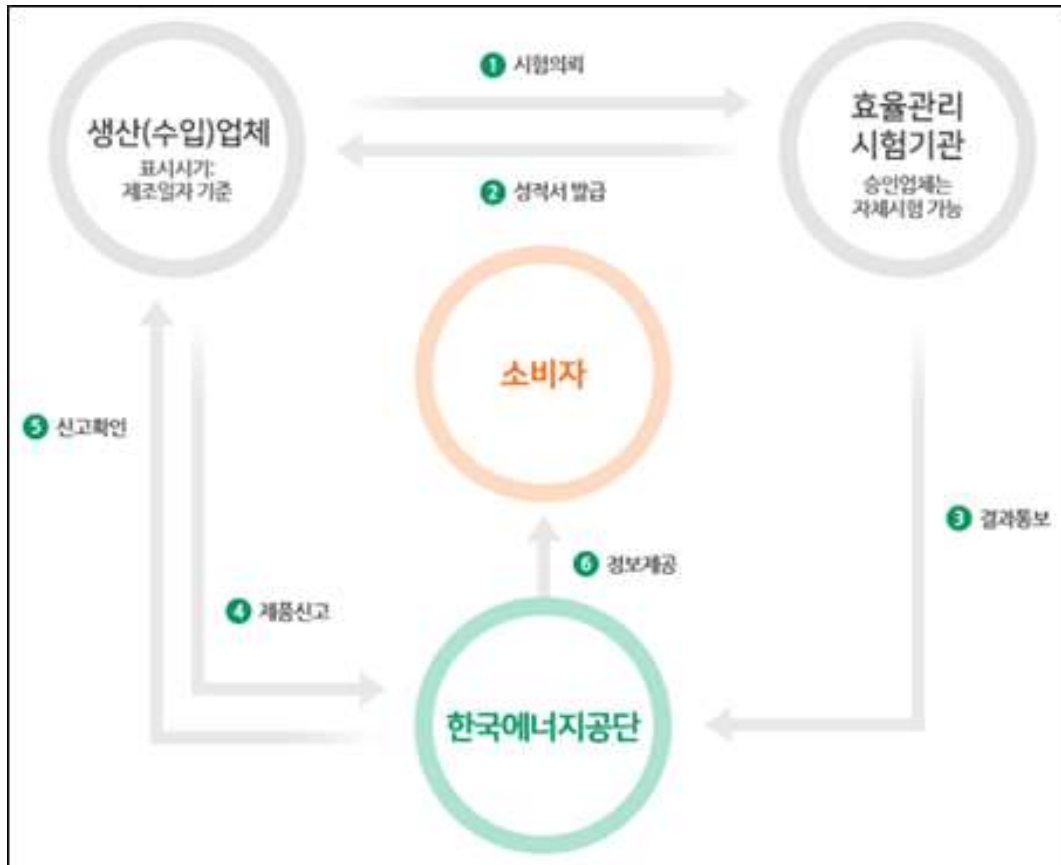 ① 시험의뢰
생산(수입)업체
표시시기:
제조일자 기준
효율관리
시험기관
승인업체는
자체시험 가능
② 성적서 발급
소비자
⑤ 신고확인
③ 결과통보
⑥ 정보제공
④ 제품신고
한국에너지공단